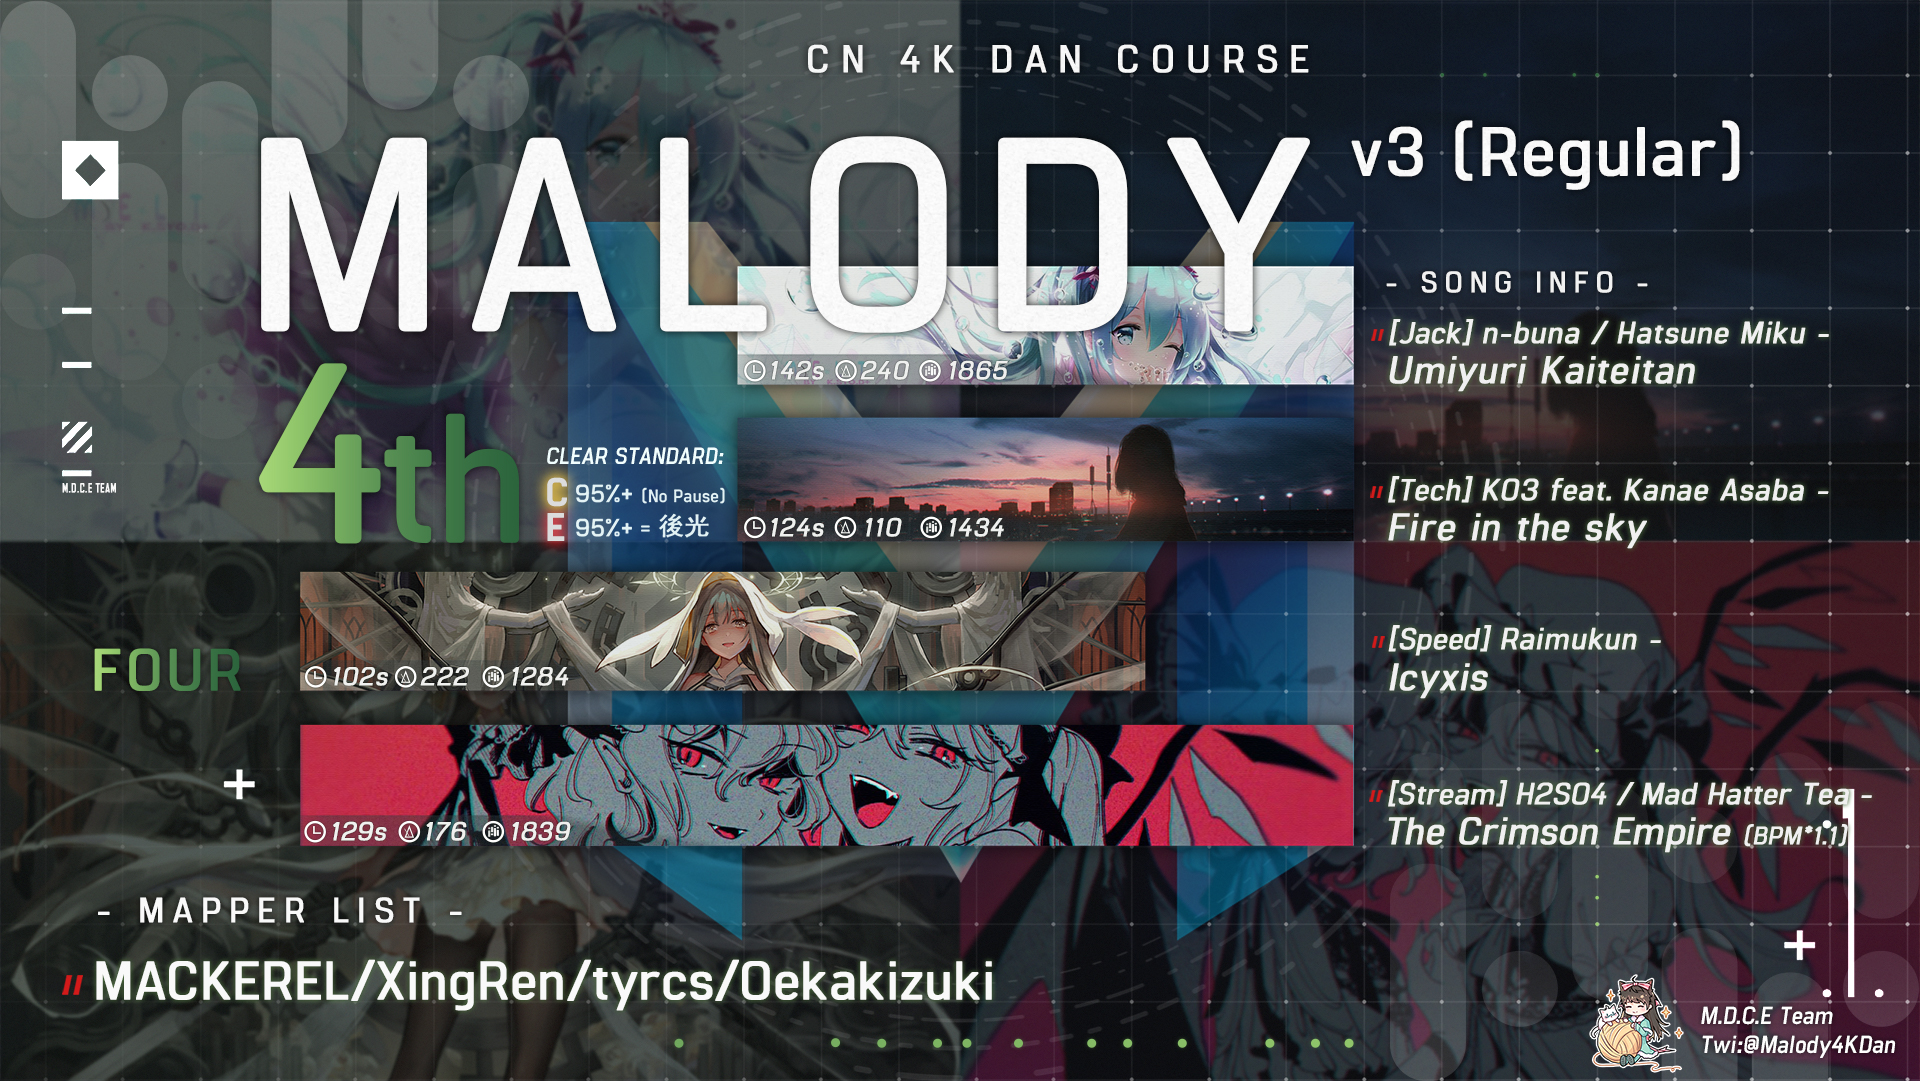 CN 4K DAN COURSE
MALODY
v3 (Regular)
M.D.C.E TEAM
4th
CLEAR STANDARD:
C 95%+ (No Pause)
E 95%+ = 後光
FOUR
142s 240 1865
124s 110 1434
102s 222 1284
129s 176 1839
- SONG INFO -
[Jack] n-buna / Hatsune Miku -
Umiyuri Kaiteitan
[Tech] KO3 feat. Kanae Asaba -
Fire in the sky
[Speed] Raimukun -
Icyxis
[Stream] H2SO4 / Mad Hatter Tea -
The Crimson Empire (BPM*1.1)
- MAPPER LIST -
MACKEREL/XingRen/tyrcs/Oekakizuki
M.D.C.E Team
Twi:@Malody4KDan